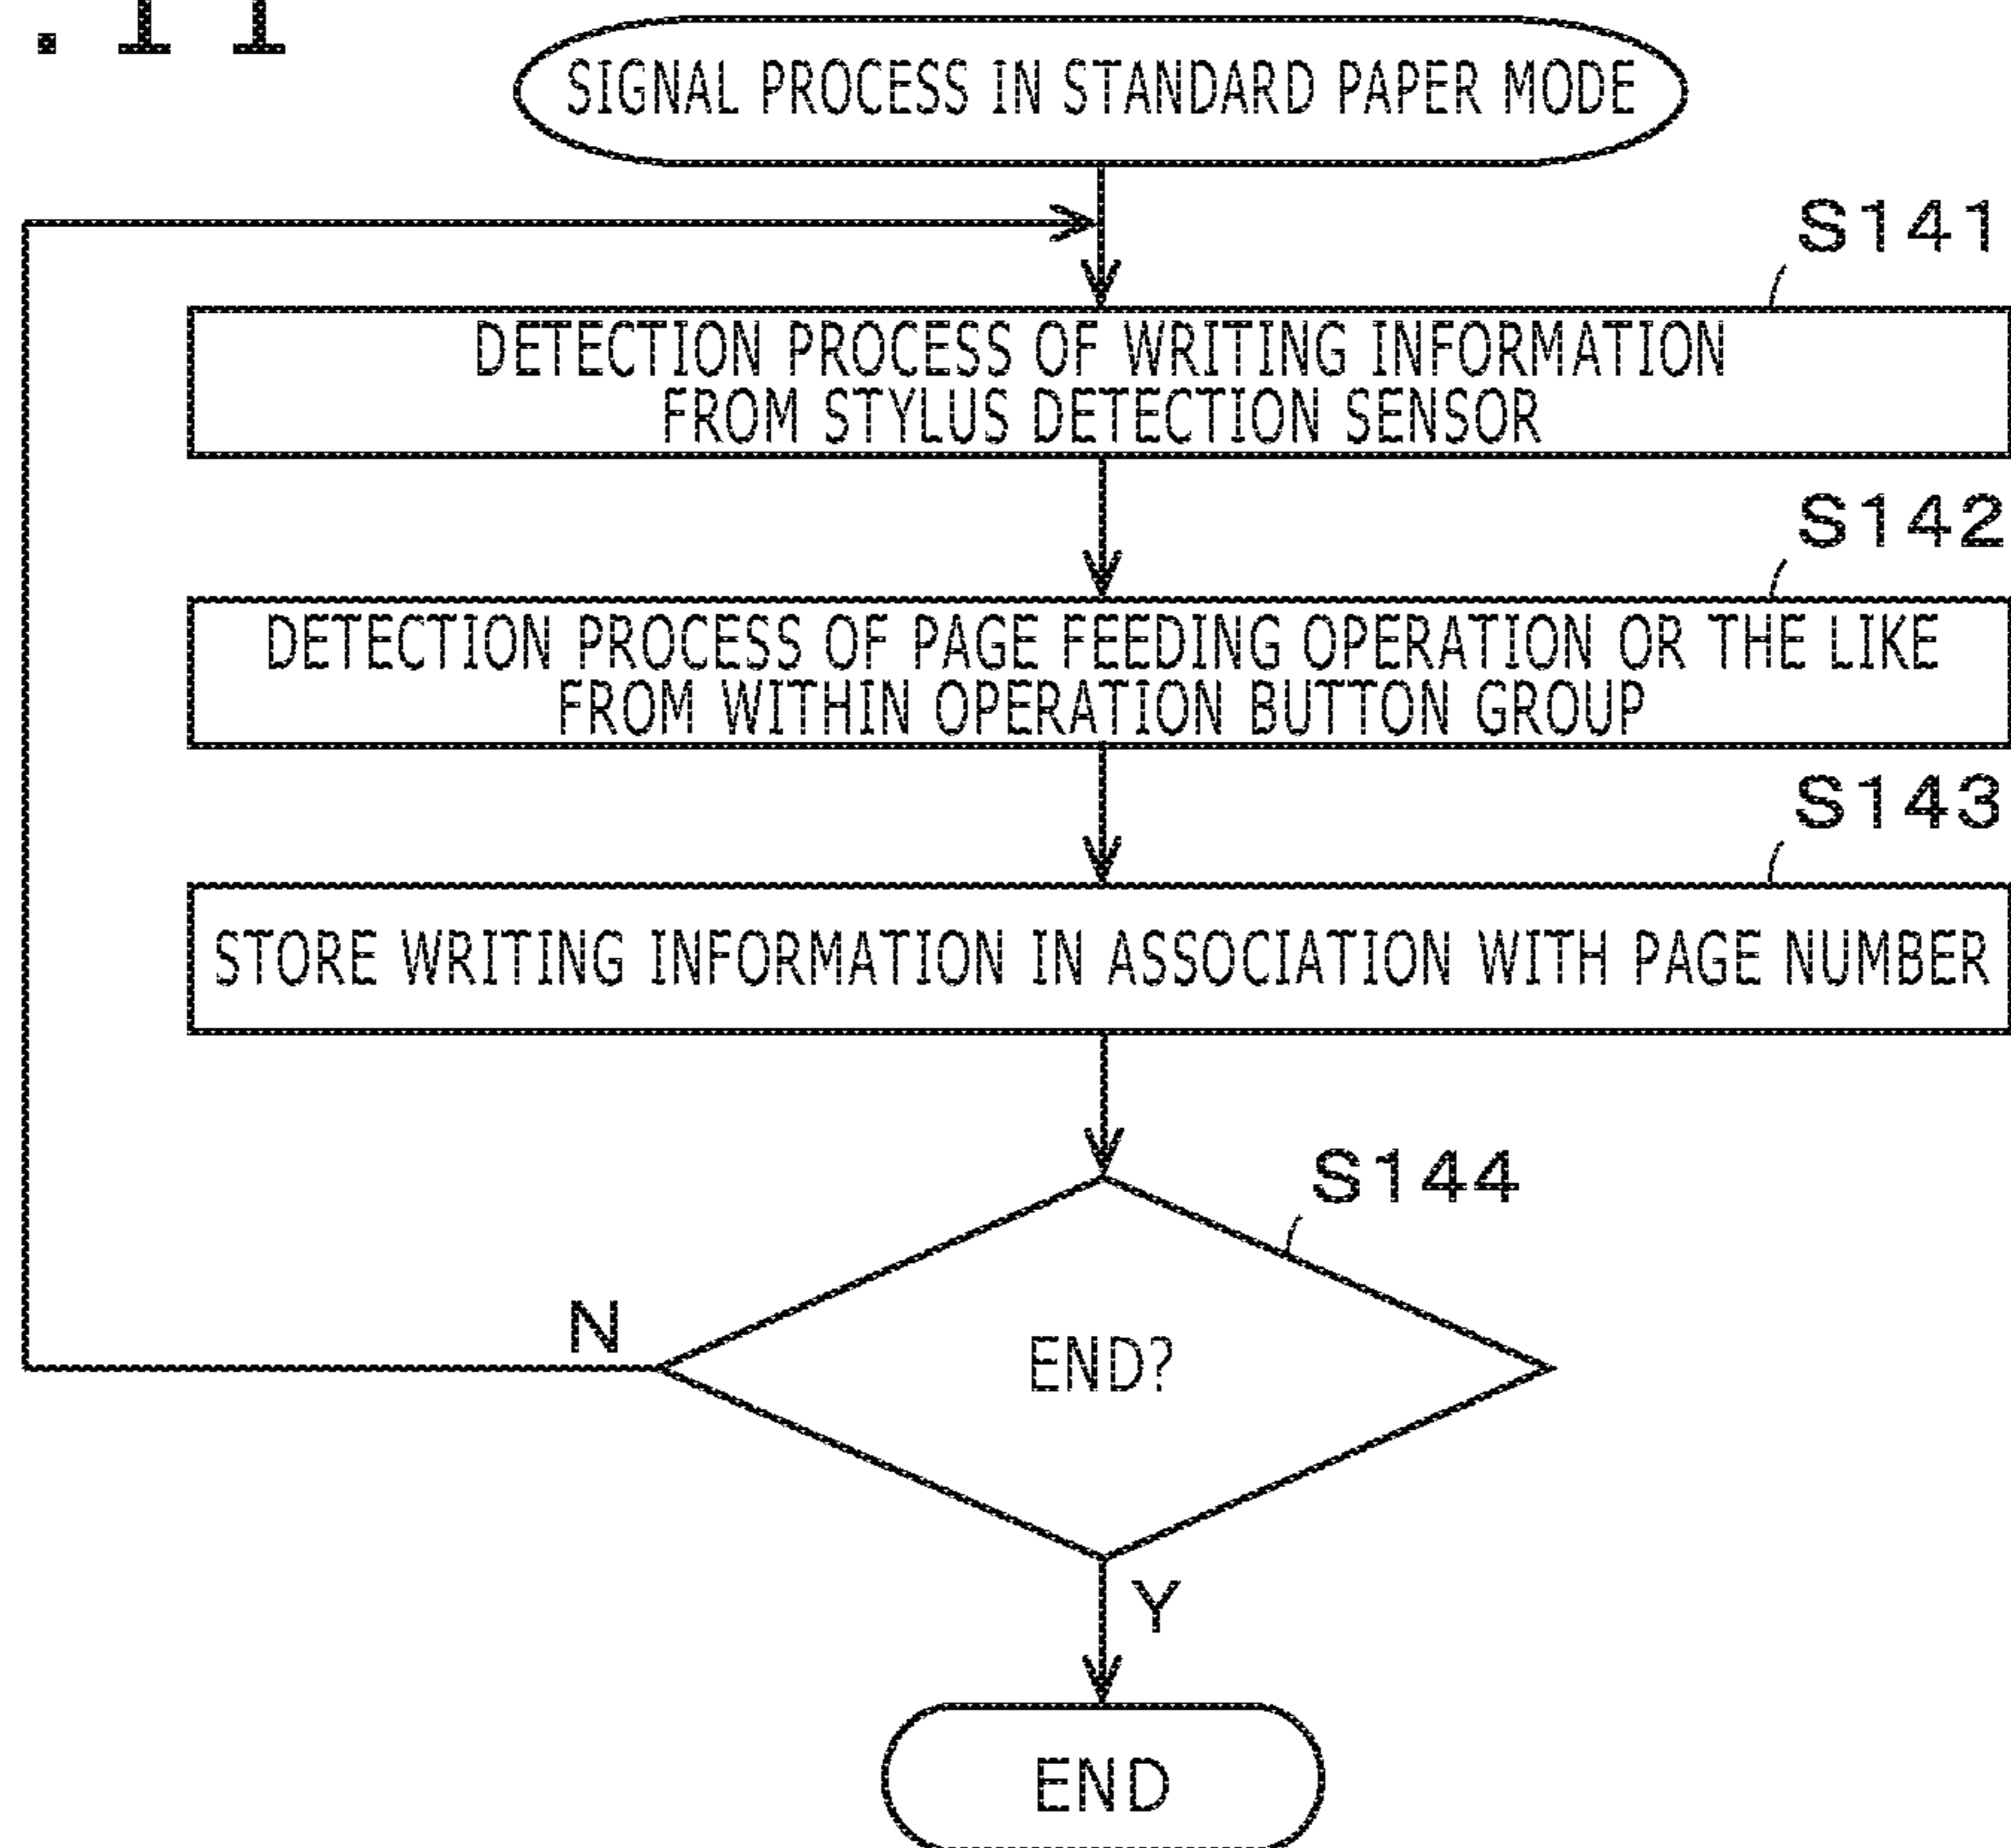 .11
SIGNAL PROCESS IN STANDARD PAPER MODE
S141
DETECTION PROCESS OF WRITING INFORMATION
FROM STYLUS DETECTION SENSOR
S142
DETECTION PROCESS OF PAGE FEEDING OPERATION OR THE LIKE
FROM WITHIN OPERATION BUTTON GROUP
S143
STORE WRITING INFORMATION IN ASSOCIATION WITH PAGE NUMBER
S144
N
END?
Y
END